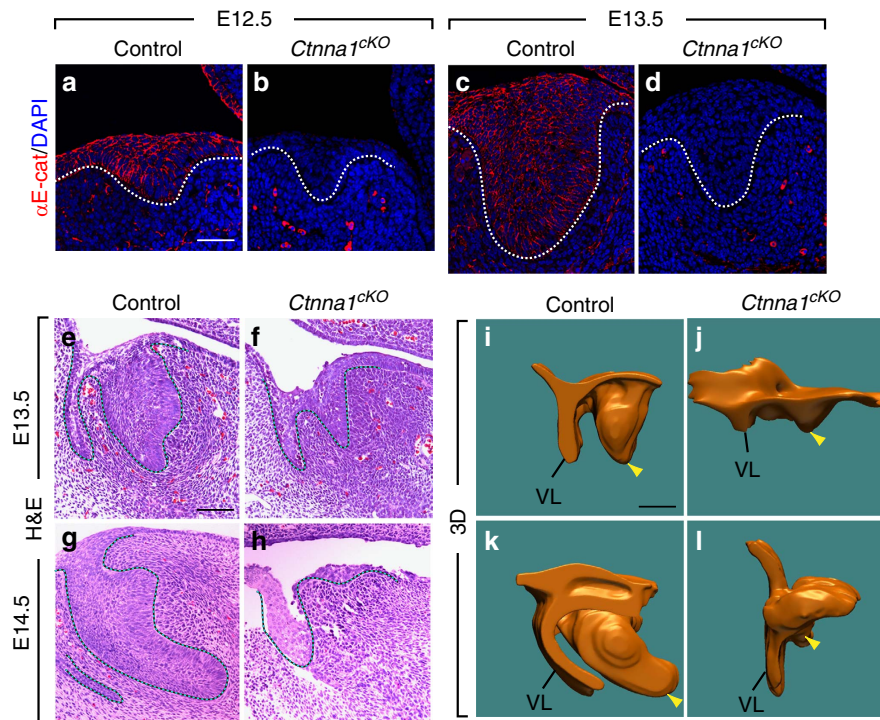 E12.5 E13.5
Control Ctnna1cKO Control Ctnna1cKO
a b c d
αE-cat/DAPI
Control Ctnna1cKO Control Ctnna1cKO
e f i j
E13.5
VL VL
H&E 3D
g h k l
E14.5
VL VL